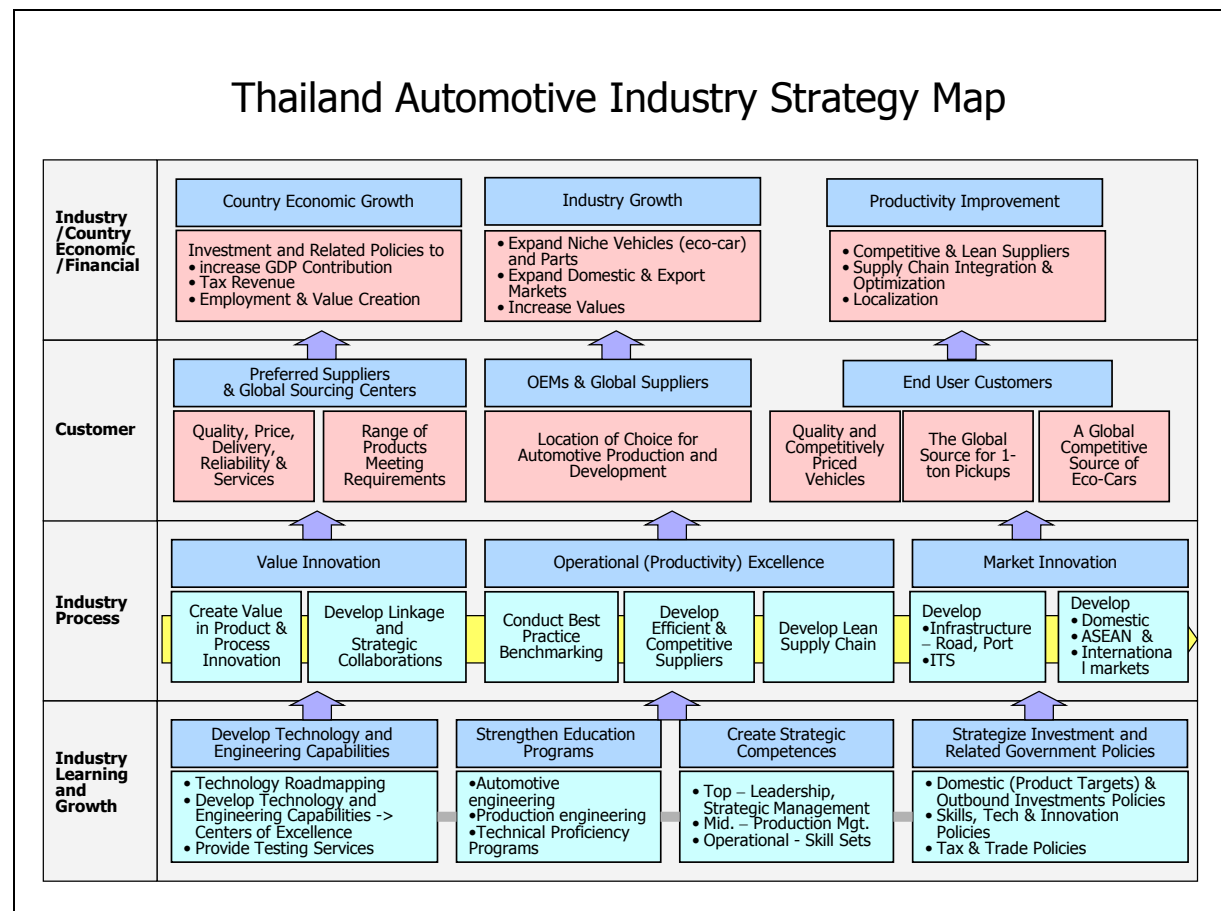 Thailand Automotive Industry Strategy Map
Industry
/Country
Economic
/Financial
Country Economic Growth
Investment and Related Policies to
• increase GDP Contribution
• Tax Revenue
• Employment & Value Creation
Industry Growth
• Expand Niche Vehicles (eco-car)
and Parts
• Expand Domestic & Export
Markets
• Increase Values
Productivity Improvement
• Competitive & Lean Suppliers
• Supply Chain Integration &
Optimization
• Localization
Customer
Preferred Suppliers
& Global Sourcing Centers
Quality, Price,
Delivery,
Reliability &
Services
Range of
Products
Meeting
Requirements
OEMs & Global Suppliers
Location of Choice for
Automotive Production and
Development
End User Customers
Quality and
Competitively
Priced
Vehicles
The Global
Source for 1-
ton Pickups
A Global
Competitive
Source of
Eco-Cars
Industry
Process
Value Innovation
Create Value
in Product &
Process
Innovation
Develop Linkage
and
Strategic
Collaborations
Operational (Productivity) Excellence
Conduct Best
Practice
Benchmarking
Develop
Efficient &
Competitive
Suppliers
Develop Lean
Supply Chain
Market Innovation
Develop
•Infrastructure
– Road, Port
•ITS
Develop
• Domestic
• ASEAN &
• Internationa
l markets
Industry
Learning
and
Growth
Develop Technology and
Engineering Capabilities
• Technology Roadmapping
• Develop Technology and
Engineering Capabilities ->
Centers of Excellence
• Provide Testing Services
Strengthen Education
Programs
•Automotive
engineering
•Production engineering
•Technical Proficiency
Programs
Create Strategic
Competences
• Top – Leadership,
Strategic Management
• Mid. – Production Mgt.
• Operational - Skill Sets
Strategize Investment and
Related Government Policies
• Domestic (Product Targets) &
Outbound Investments Policies
• Skills, Tech & Innovation
Policies
• Tax & Trade Policies